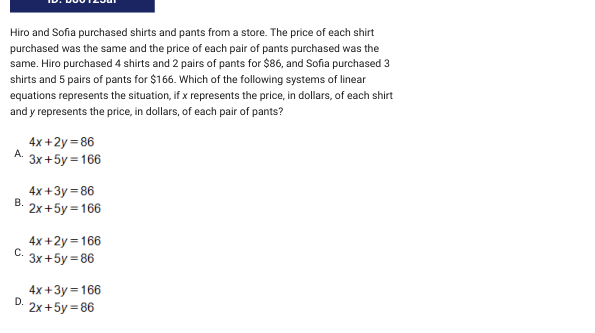 Hiro and Sofia purchased shirts and pants from a store. The price of each shirt
purchased was the same and the price of each pair of pants purchased was the
same. Hiro purchased 4 shirts and 2 pairs of pants for $86, and Sofia purchased 3
shirts and 5 pairs of pants for $166. Which of the following systems of linear
equations represents the situation, if x represents the price, in dollars, of each shirt
and y represents the price, in dollars, of each pair of pants?
A.
4x+2y=86
3x+5y=166
B.
4x+3y=86
2x+5y=166
C.
4x+2y=166
3x+5y=86
D.
4x+3y=166
2x+5y=86